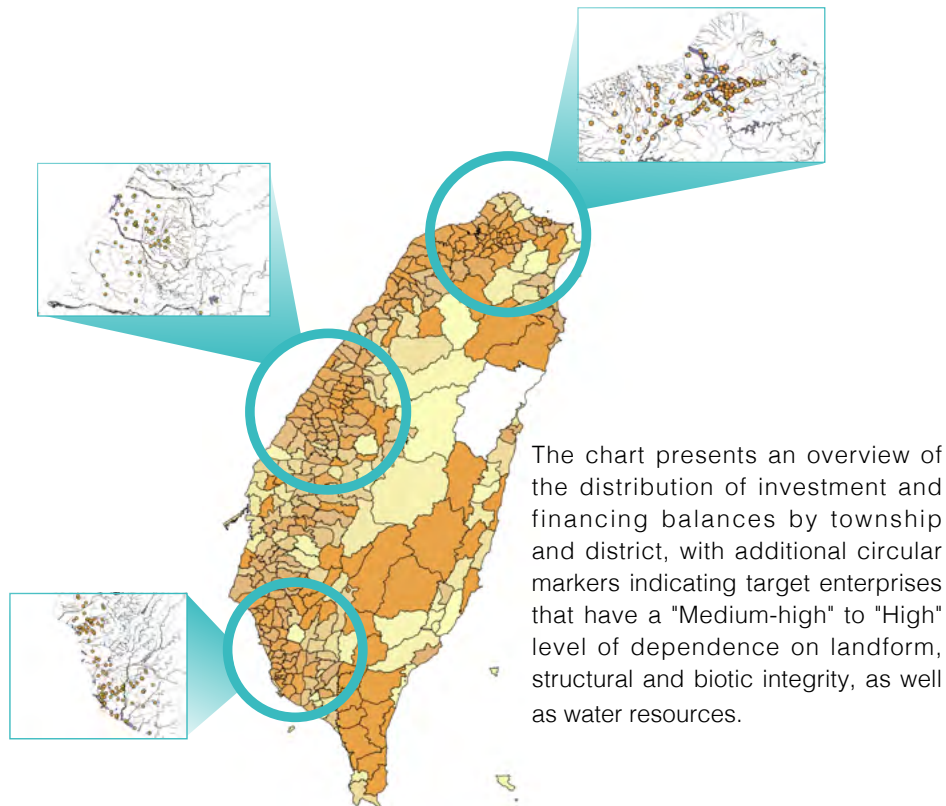 The chart presents an overview of
the distribution of investment and
financing balances by township
and district, with additional circular
markers indicating target enterprises
that have a "Medium-high" to "High"
level of dependence on landform,
structural and biotic integrity, as well
as water resources.